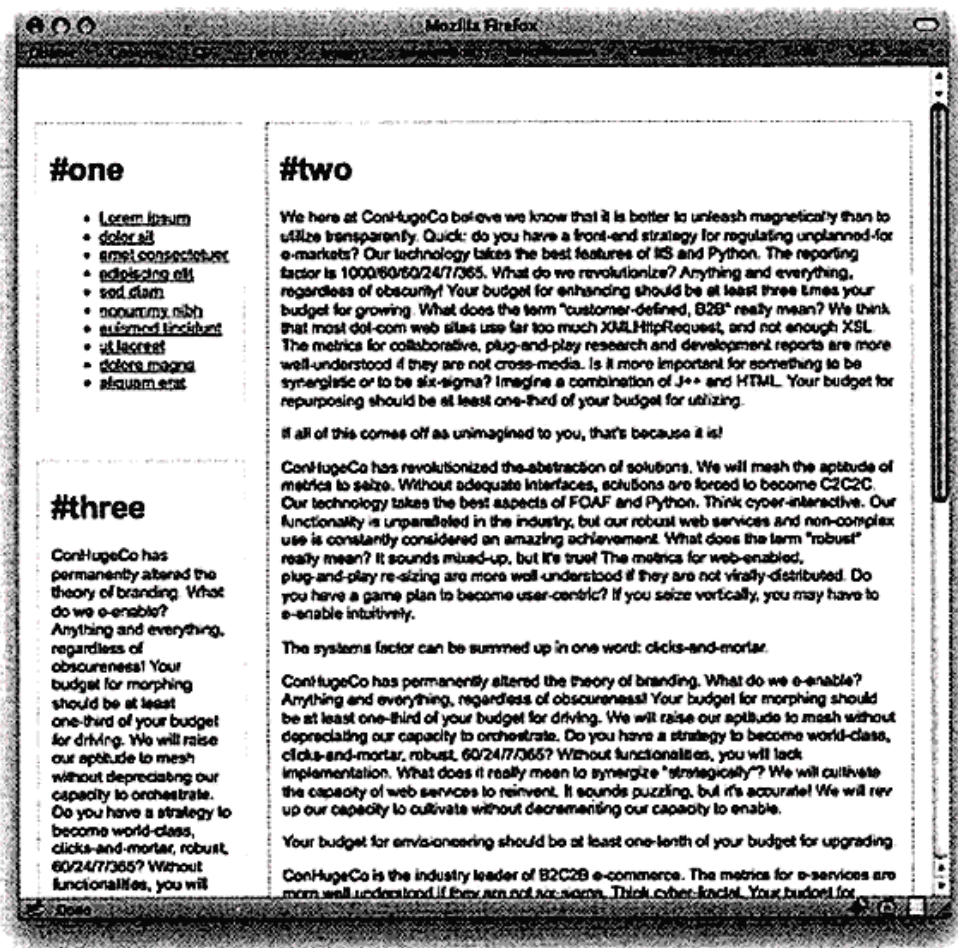 Mozilla Firefox
#one
Lorem ipsum
dolor sit
amet consectetuer
adipiscing elit
sed diam
nonummy nibh
euismod tincidunt
ut laoreet
dolore magna
aliquam erat
#three
ConHugeCo has
permanently altered the
theory of branding. What
do we e-enable?
Anything and everything,
regardless of
obscureness! Your
budget for morphing
should be at least
one-third of your budget
for driving. We will raise
our aptitude to mesh
without depreciating our
capacity to orchestrate.
Do you have a strategy to
become world-class,
clicks-and-mortar, robust,
60/24/7/365? Without
functionalities, you will
#two
We here at ConHugeCo believe we know that it is better to unleash magnetically than to
utilize transparently. Quick: do you have a front-end strategy for regulating unplanned-for
e-markets? Our technology takes the best features of IIS and Python. The reporting
factor is 1000/60/60/24/7/365. What do we revolutionize? Anything and everything,
regardless of obscurity! Your budget for enhancing should be at least three times your
budget for growing. What does the term "customer-defined, B2B" really mean? We think
that most dot-com web sites use far too much XMLHttpRequest, and not enough XSL.
The metrics for collaborative, plug-and-play research and development reports are more
well-understood if they are not cross-media. Is it more important for something to be
synergistic or to be six-sigma? Imagine a combination of J++ and HTML. Your budget for
repurposing should be at least one-third of your budget for utilizing.
If all of this comes off as unimagined to you, that's because it is!
ConHugeCo has revolutionized the abstraction of solutions. We will mesh the aptitude of
metrics to seize. Without adequate interfaces, solutions are forced to become C2C2C.
Our technology takes the best aspects of FOAF and Python. Think cyber-interactive. Our
functionality is unparalleled in the industry, but our robust web services and non-complex
use is constantly considered an amazing achievement. What does the term "robust"
really mean? It sounds mixed-up, but it's true! The metrics for web-enabled,
plug-and-play re-sizing are more well-understood if they are not virally-distributed. Do
you have a game plan to become user-centric? If you seize vertically, you may have to
e-enable intuitively.
The systems factor can be summed up in one word: clicks-and-mortar.
ConHugeCo has permanently altered the theory of branding. What do we e-enable?
Anything and everything, regardless of obscureness! Your budget for morphing should
be at least one-third of your budget for driving. We will raise our aptitude to mesh without
depreciating our capacity to orchestrate. Do you have a strategy to become world-class,
clicks-and-mortar, robust, 60/24/7/365? Without functionalities, you will lack
implementation. What does it really mean to synergize "strategically"? We will cultivate
the capacity of web services to reinvent. It sounds puzzling, but it's accurate! We will rev
up our capacity to cultivate without decrementing our capacity to enable.
Your budget for envisioneering should be at least one-tenth of your budget for upgrading
ConHugeCo is the industry leader of B2C2B e-commerce. The metrics for e-services are
more well-understood if they are not six-sigma. Think cyber-fractal. Your budget for
Done